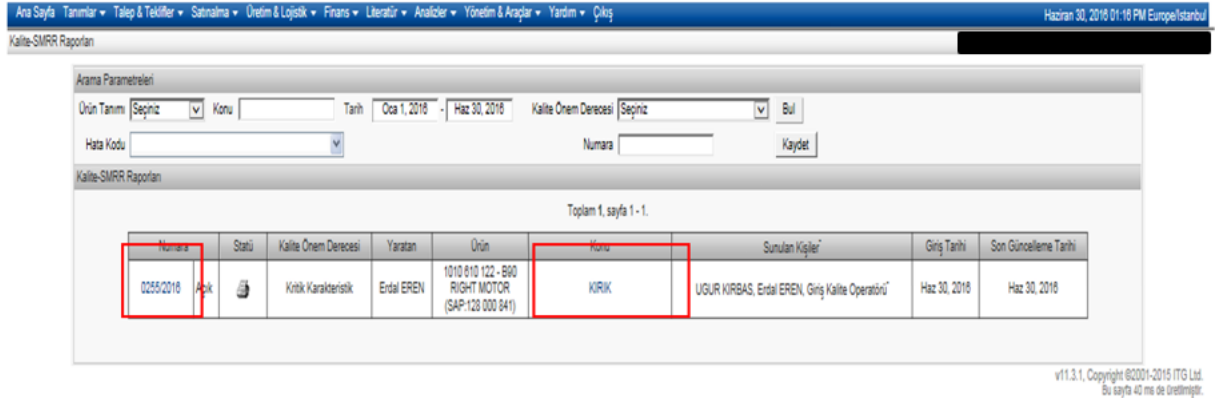 Ana Sayfa Tanımlar Talep & Teklifler Satınalma Üretim & Lojistik Finans Literatür Analizler Yönetim & Araçlar Yardım Çıkış Haziran 30, 2016 01:16 PM Europe/Istanbul
Kalite-SMRR Raporları
Arama Parametreleri
Ürün Tanımı Seçiniz Konu Tarih Oca 1, 2016 - Haz 30, 2016 Kalite Önem Derecesi Seçiniz Bul
Hata Kodu Numara Kaydet
Kalite-SMRR Raporları
Toplam 1, sayfa 1 - 1.
Numara Statü Kalite Önem Derecesi Yaratan Ürün Konu Sunulan Kişiler* Giriş Tarihi Son Güncelleme Tarihi
0255/2016 Açık Kritik Karakteristik Erdal EREN 1010 610 122 - B90 RIGHT MOTOR (SAP:128 000 841) KIRIK UGUR KIRBAS, Erdal EREN, Giriş Kalite Operatörü* Haz 30, 2016 Haz 30, 2016
v11.3.1, Copyright ©2001-2015 ITG Ltd.
Bu sayfa 40 ms de üretilmiştir.